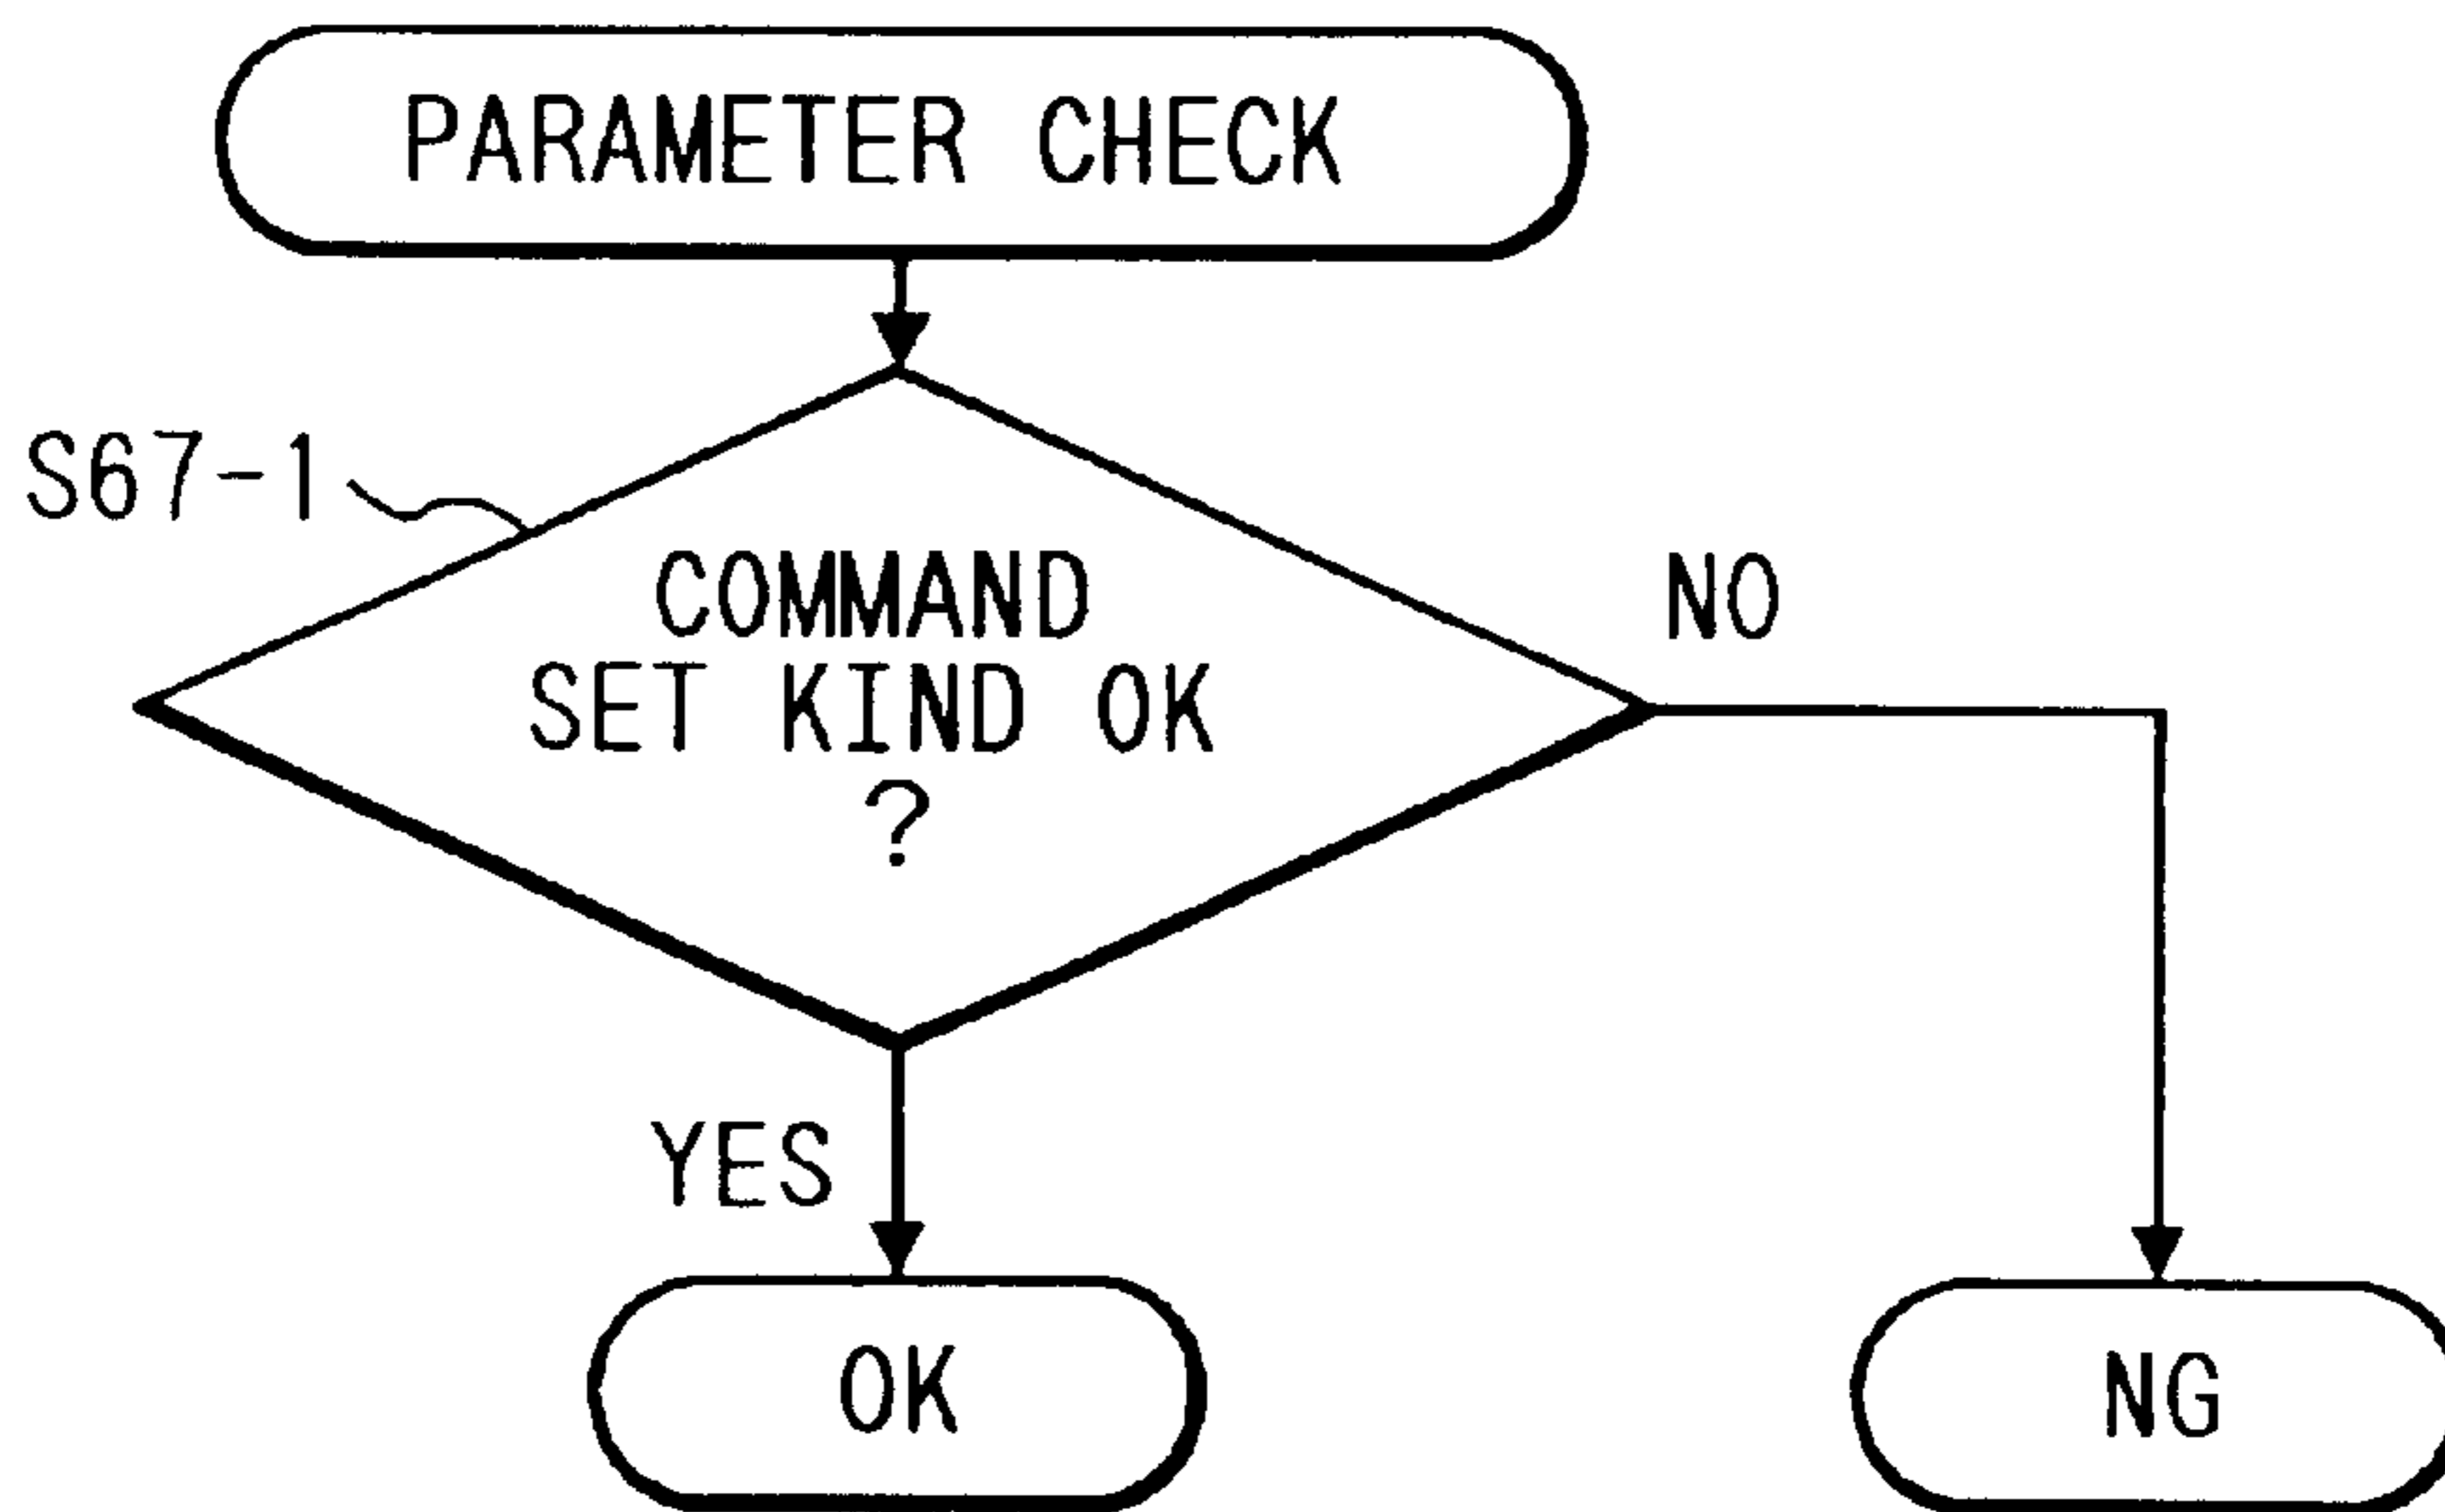 PARAMETER CHECK
S67-1
COMMAND
SET KIND OK
?
NO
YES
OK
NG